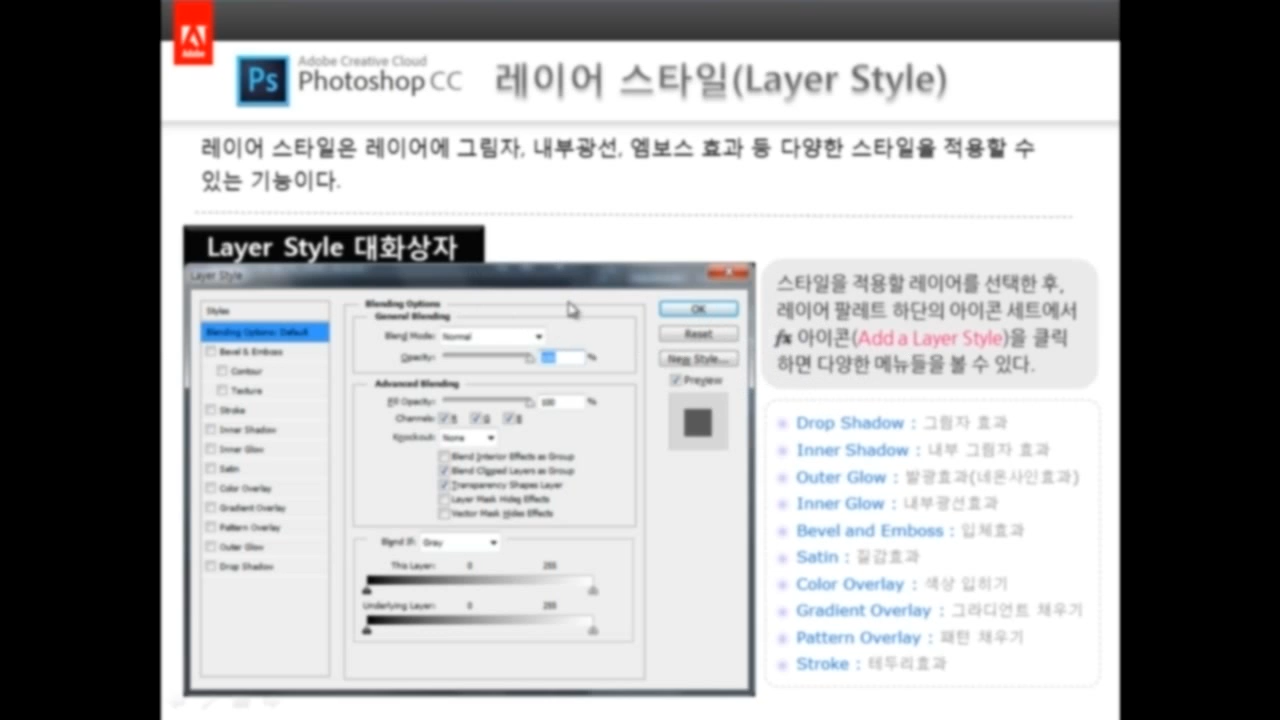 Adobe
Ps
Adobe Creative Cloud
Photoshop CC
레이어 스타일(Layer Style)
레이어 스타일은 레이어에 그림자, 내부광선, 엠보스 효과 등 다양한 스타일을 적용할 수
있는 기능이다.
Layer Style 대화상자
Layer Style
Styles
Blending Options: Default
Bevel & Emboss
Contour
Texture
Stroke
Inner Shadow
Inner Glow
Satin
Color Overlay
Gradient Overlay
Pattern Overlay
Outer Glow
Drop Shadow
Blending Options
General Blending
Blend Mode: Normal
Opacity: %
Advanced Blending
Fill Opacity: 100 %
Channels: R G B
Knockout: None
Blend Interior Effects as Group
Blend Clipped Layers as Group
Transparency Shapes Layer
Layer Mask Hides Effects
Vector Mask Hides Effects
Blend If: Gray
This Layer: 0 255
Underlying Layer: 0 255
OK
Reset
New Style...
Preview
스타일을 적용할 레이어를 선택한 후,
레이어 팔레트 하단의 아이콘 세트에서
fx 아이콘(Add a Layer Style)을 클릭
하면 다양한 메뉴들을 볼 수 있다.
Drop Shadow : 그림자 효과
Inner Shadow : 내부 그림자 효과
Outer Glow : 발광효과(네온사인효과)
Inner Glow : 내부광선효과
Bevel and Emboss : 입체효과
Satin : 질감효과
Color Overlay : 색상 입히기
Gradient Overlay : 그라디언트 채우기
Pattern Overlay : 패턴 채우기
Stroke : 테두리효과